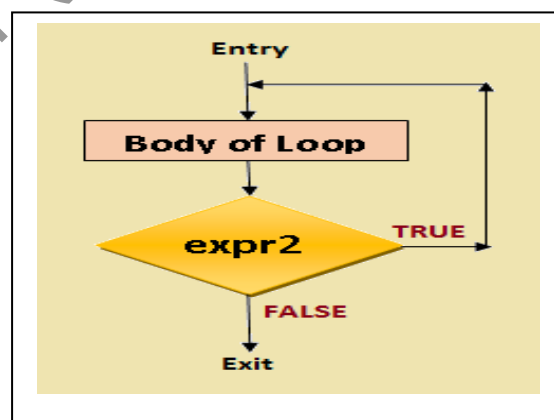 Entry
Body of Loop
expr2
TRUE
FALSE
Exit